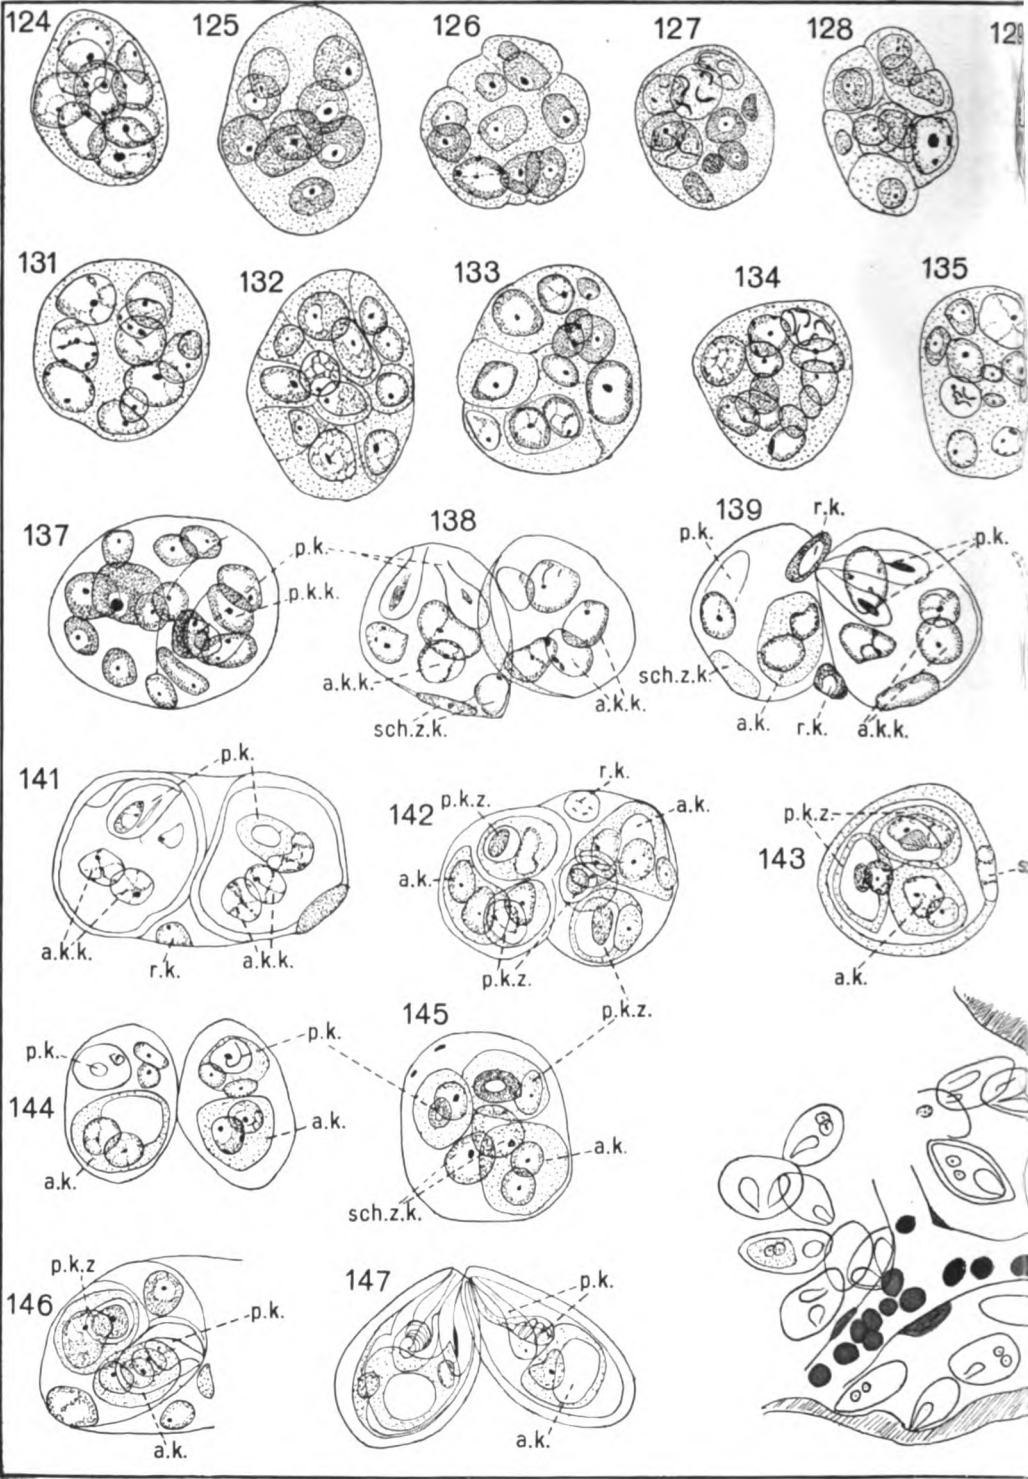 124 125 126 127 128
131 132 133 134 135
137 138 139 r.k.
p.k. p.k. p.k.
p.k.k.
a.k.k. sch.z.k. a.k.k. sch.z.k. a.k. r.k. a.k.k.
141 p.k. 142 p.k.z. r.k. a.k. p.k.z. 143
a.k. a.k.
a.k.k. r.k. a.k.k. p.k.z. p.k.z.
145
p.k. p.k.
144 a.k. a.k.
a.k. sch.z.k.
p.k.z 147 p.k.
146 p.k.
a.k. a.k.